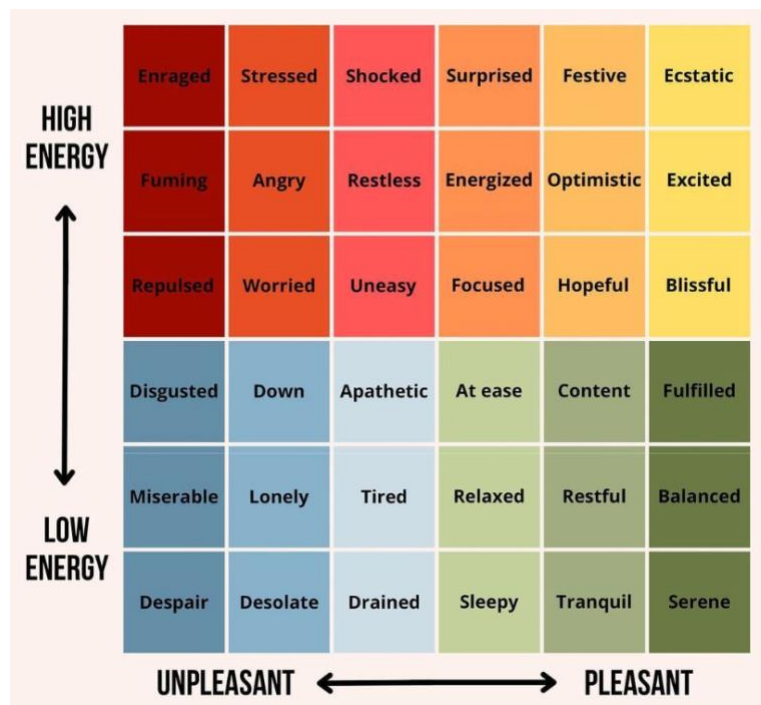 HIGH
ENERGY
LOW
ENERGY
Enraged Stressed Shocked Surprised Festive Ecstatic
Fuming Angry Restless Energized Optimistic Excited
Repulsed Worried Uneasy Focused Hopeful Blissful
Disgusted Down Apathetic At ease Content Fulfilled
Miserable Lonely Tired Relaxed Restful Balanced
Despair Desolate Drained Sleepy Tranquil Serene
UNPLEASANT PLEASANT